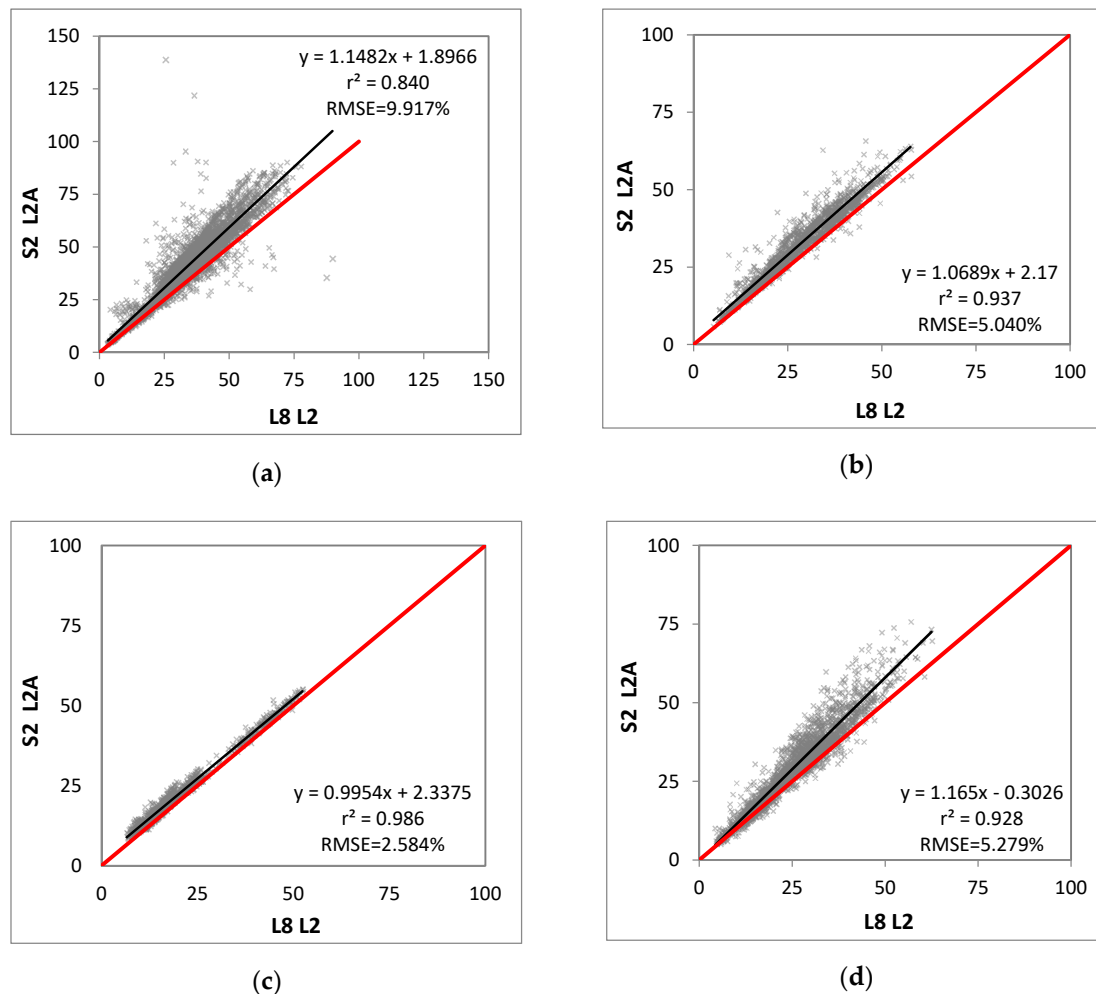 150
125
100
75
50
25
0
S2 L2A
y = 1.1482x + 1.8966
r² = 0.840
RMSE=9.917%
0 25 50 75 100 125 150
L8 L2
(a)
100
75
50
25
0
S2 L2A
y = 1.0689x + 2.17
r² = 0.937
RMSE=5.040%
0 25 50 75 100
L8 L2
(b)
100
75
50
25
0
S2 L2A
y = 0.9954x + 2.3375
r² = 0.986
RMSE=2.584%
0 25 50 75 100
L8 L2
(c)
100
75
50
25
0
S2 L2A
y = 1.165x - 0.3026
r² = 0.928
RMSE=5.279%
0 25 50 75 100
L8 L2
(d)